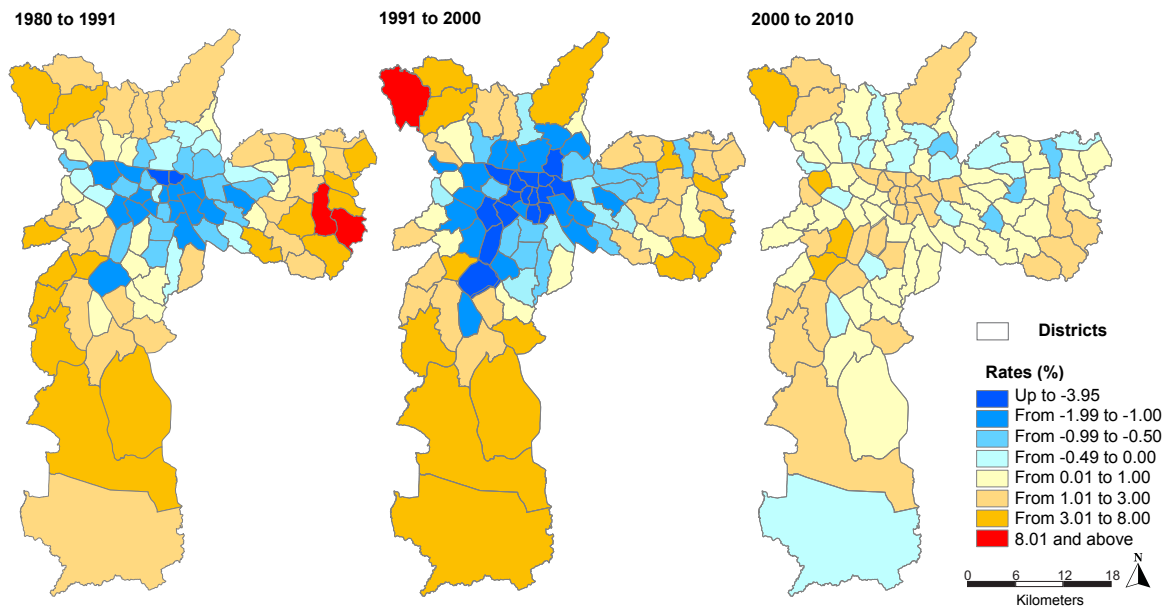 1980 to 1991
1991 to 2000
2000 to 2010
Districts
Rates (%)
Up to -3.95
From -1.99 to -1.00
From -0.99 to -0.50
From -0.49 to 0.00
From 0.01 to 1.00
From 1.01 to 3.00
From 3.01 to 8.00
8.01 and above
N
0 6 12 18
Kilometers